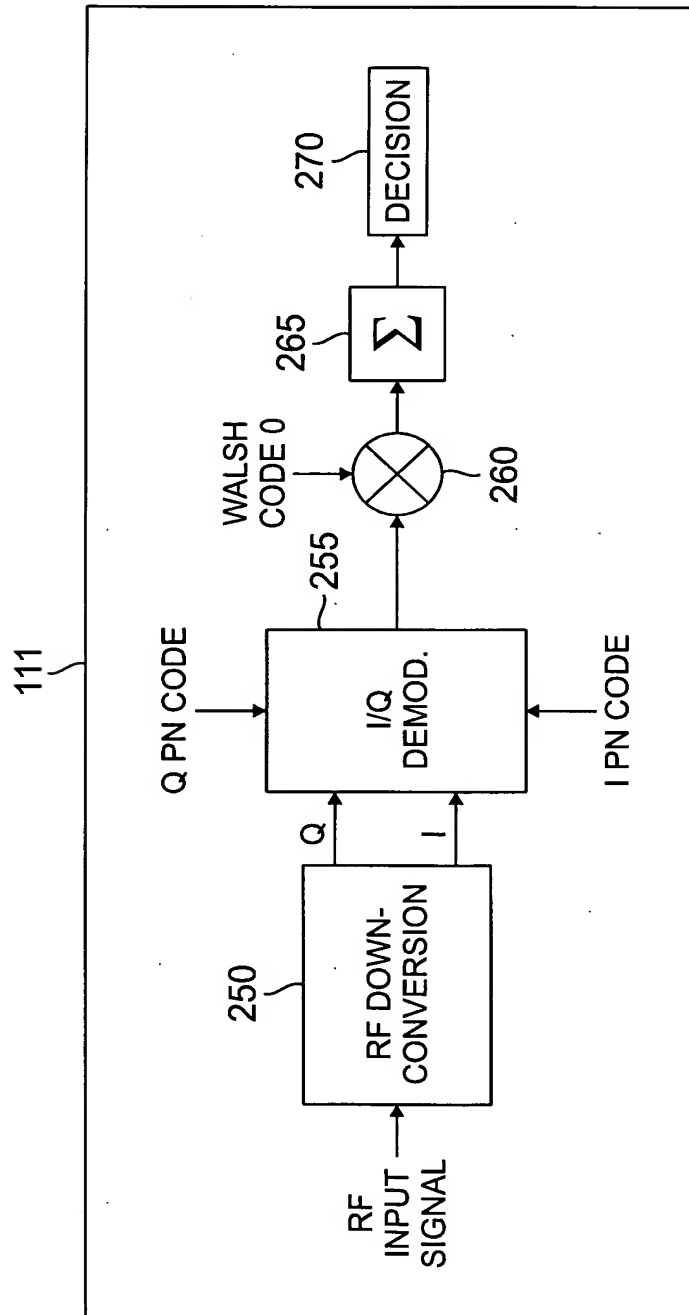 111
RF
INPUT
SIGNAL
250
RF DOWN-
CONVERSION
Q
I
Q PN CODE
255
I/Q
DEMOD.
I PN CODE
WALSH
CODE 0
260
265
Σ
270
DECISION